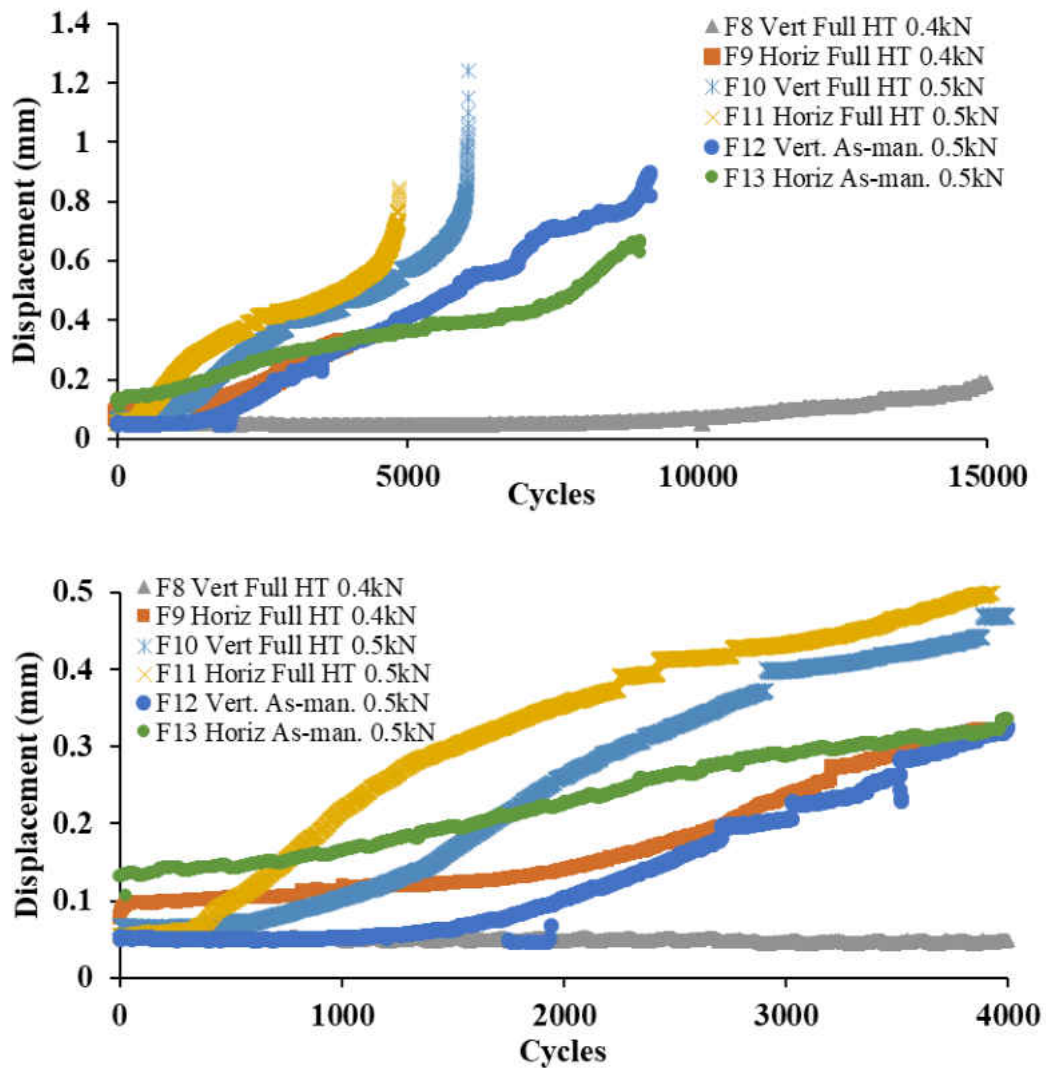 1.4
1.2
1
0.8
0.6
0.4
0.2
0
Displacement (mm)
F8 Vert Full HT 0.4kN
F9 Horiz Full HT 0.4kN
F10 Vert Full HT 0.5kN
F11 Horiz Full HT 0.5kN
F12 Vert. As-man. 0.5kN
F13 Horiz As-man. 0.5kN
0 5000 10000 15000
Cycles
0.5
0.4
0.3
0.2
0.1
0
Displacement (mm)
F8 Vert Full HT 0.4kN
F9 Horiz Full HT 0.4kN
F10 Vert Full HT 0.5kN
F11 Horiz Full HT 0.5kN
F12 Vert. As-man. 0.5kN
F13 Horiz As-man. 0.5kN
0 1000 2000 3000 4000
Cycles